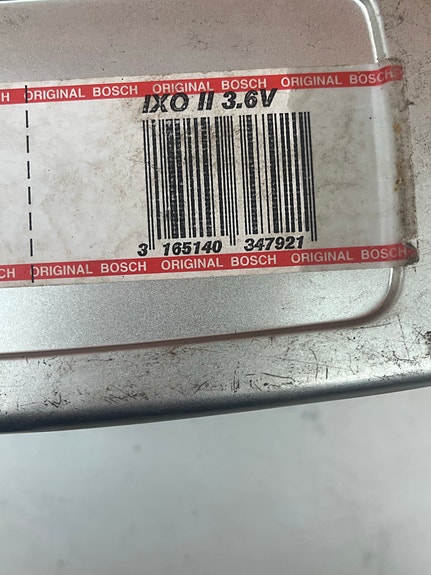 H ORIGINAL BOSCH ORIGINAL BOSCH ORIGINAL BOSCH
IXO II 3.6V
3 165140 347921
CH ORIGINAL BOSCH ORIGINAL BOSCH ORIGINAL BOSCH